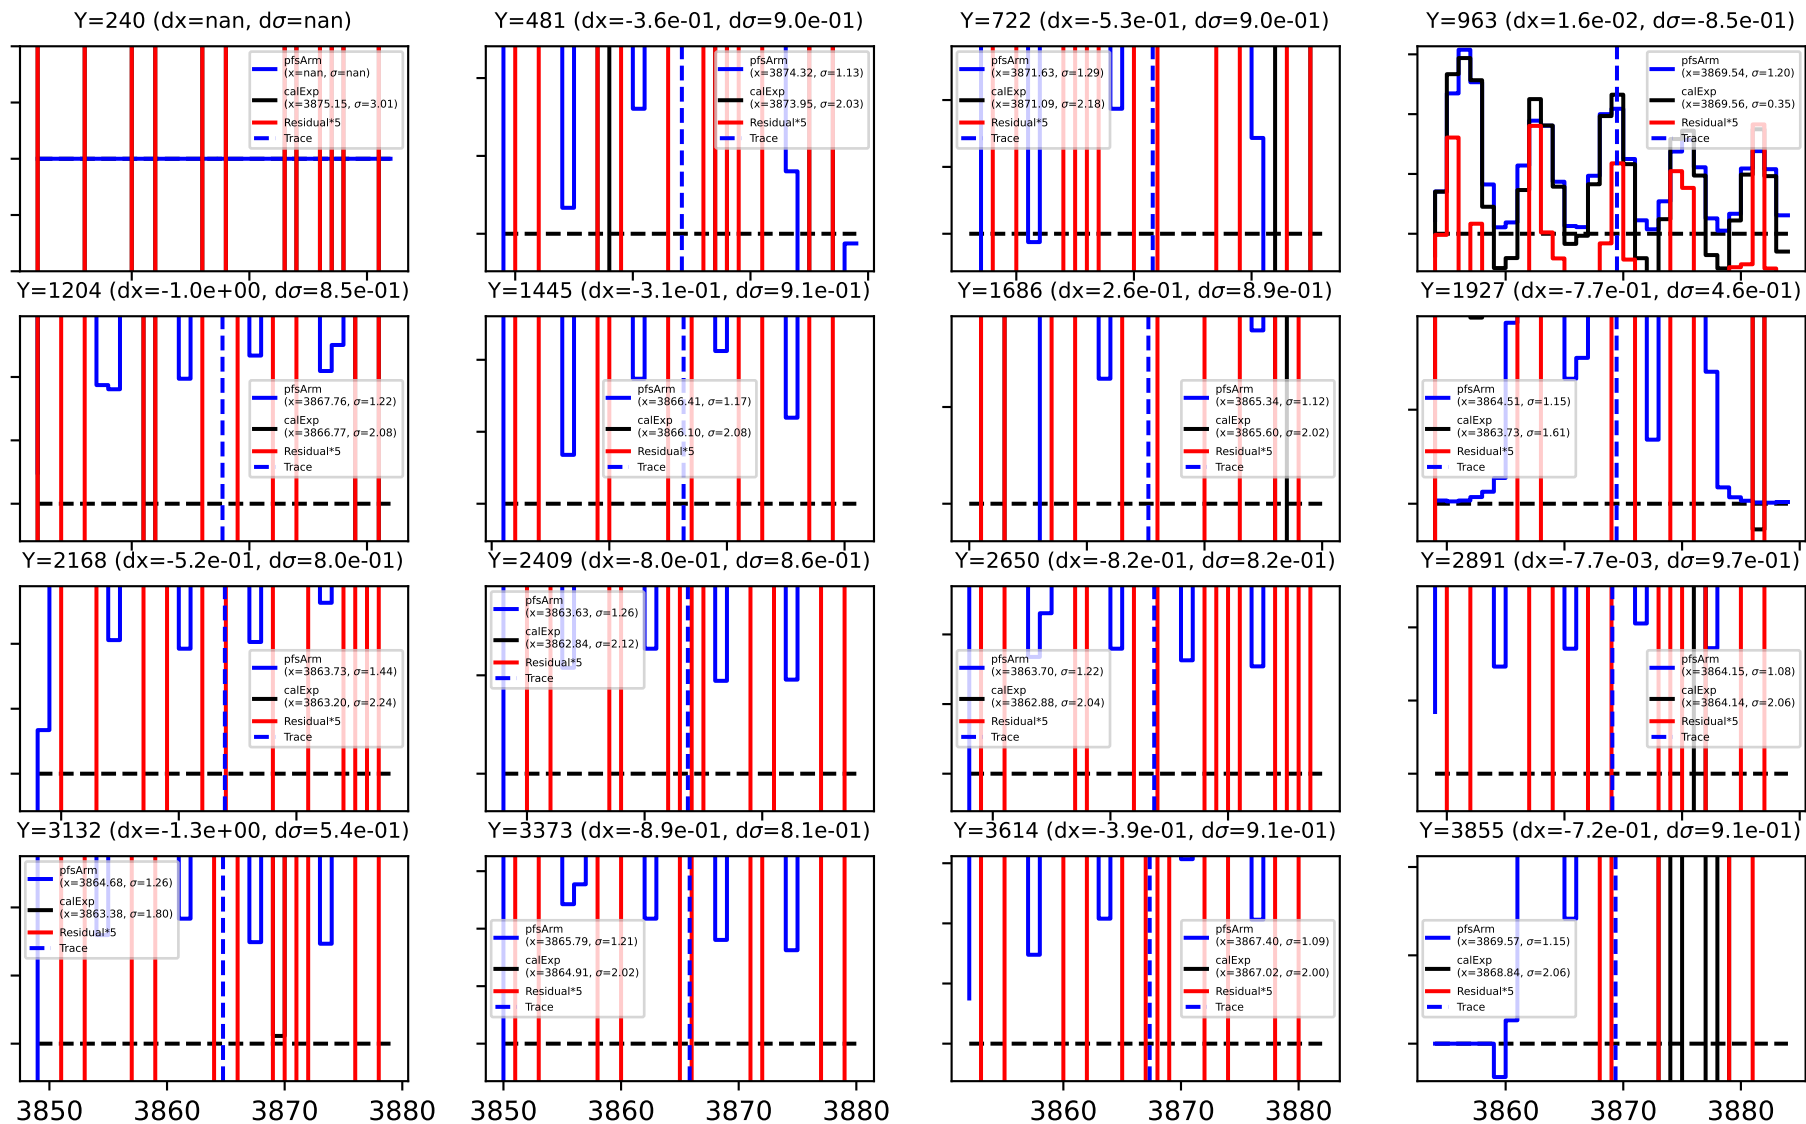 Y=240 (dx=nan, dσ=nan)
pfsArm
(x=nan, σ=nan)
calExp
(x=3875.15, σ=3.01)
Residual*5
Trace
Y=481 (dx=-3.6e-01, dσ=9.0e-01)
pfsArm
(x=3874.32, σ=1.13)
calExp
(x=3873.95, σ=2.03)
Residual*5
Trace
Y=722 (dx=-5.3e-01, dσ=9.0e-01)
pfsArm
(x=3871.63, σ=1.29)
calExp
(x=3871.09, σ=2.18)
Residual*5
Trace
Y=963 (dx=1.6e-02, dσ=-8.5e-01)
pfsArm
(x=3869.54, σ=1.20)
calExp
(x=3869.56, σ=0.35)
Residual*5
Trace
Y=1204 (dx=-1.0e+00, dσ=8.5e-01)
pfsArm
(x=3867.76, σ=1.22)
calExp
(x=3866.77, σ=2.08)
Residual*5
Trace
Y=1445 (dx=-3.1e-01, dσ=9.1e-01)
pfsArm
(x=3866.41, σ=1.17)
calExp
(x=3866.10, σ=2.08)
Residual*5
Trace
Y=1686 (dx=2.6e-01, dσ=8.9e-01)
pfsArm
(x=3865.34, σ=1.12)
calExp
(x=3865.60, σ=2.02)
Residual*5
Trace
Y=1927 (dx=-7.7e-01, dσ=4.6e-01)
pfsArm
(x=3864.51, σ=1.15)
calExp
(x=3863.73, σ=1.61)
Residual*5
Trace
Y=2168 (dx=-5.2e-01, dσ=8.0e-01)
pfsArm
(x=3863.73, σ=1.44)
calExp
(x=3863.20, σ=2.24)
Residual*5
Trace
Y=2409 (dx=-8.0e-01, dσ=8.6e-01)
pfsArm
(x=3863.63, σ=1.26)
calExp
(x=3862.84, σ=2.12)
Residual*5
Trace
Y=2650 (dx=-8.2e-01, dσ=8.2e-01)
pfsArm
(x=3863.70, σ=1.22)
calExp
(x=3862.88, σ=2.04)
Residual*5
Trace
Y=2891 (dx=-7.7e-03, dσ=9.7e-01)
pfsArm
(x=3864.15, σ=1.08)
calExp
(x=3864.14, σ=2.06)
Residual*5
Trace
Y=3132 (dx=-1.3e+00, dσ=5.4e-01)
pfsArm
(x=3864.68, σ=1.26)
calExp
(x=3863.38, σ=1.80)
Residual*5
Trace
3850 3860 3870 3880
Y=3373 (dx=-8.9e-01, dσ=8.1e-01)
pfsArm
(x=3865.79, σ=1.21)
calExp
(x=3864.91, σ=2.02)
Residual*5
Trace
3850 3860 3870 3880
Y=3614 (dx=-3.9e-01, dσ=9.1e-01)
pfsArm
(x=3867.40, σ=1.09)
calExp
(x=3867.02, σ=2.00)
Residual*5
Trace
3860 3870 3880
Y=3855 (dx=-7.2e-01, dσ=9.1e-01)
pfsArm
(x=3869.57, σ=1.15)
calExp
(x=3868.84, σ=2.06)
Residual*5
Trace
3860 3870 3880